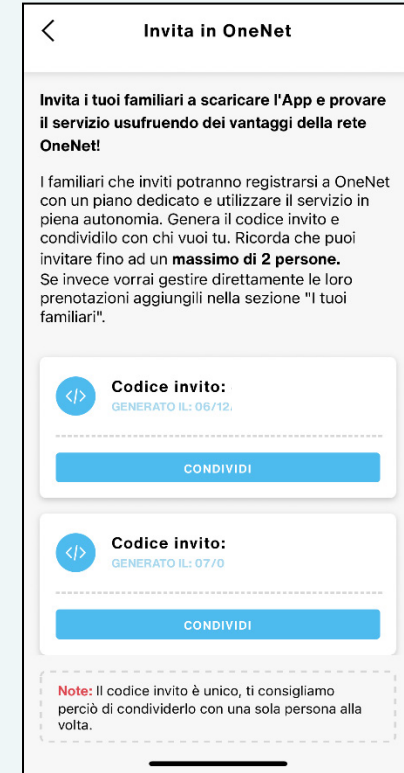 Invita in OneNet
Invita i tuoi familiari a scaricare l'App e provare
il servizio usufruendo dei vantaggi della rete
OneNet!
I familiari che inviti potranno registrarsi a OneNet
con un piano dedicato e utilizzare il servizio in
piena autonomia. Genera il codice invito e
condividilo con chi vuoi tu. Ricorda che puoi
invitare fino ad un massimo di 2 persone.
Se invece vorrai gestire direttamente le loro
prenotazioni aggiungili nella sezione "I tuoi
familiari".
</> Codice invito:
GENERATO IL: 06/12.
CONDIVIDI
</> Codice invito:
GENERATO IL: 07/0
CONDIVIDI
Note: Il codice invito è unico, ti consigliamo
perciò di condividerlo con una sola persona alla
volta.